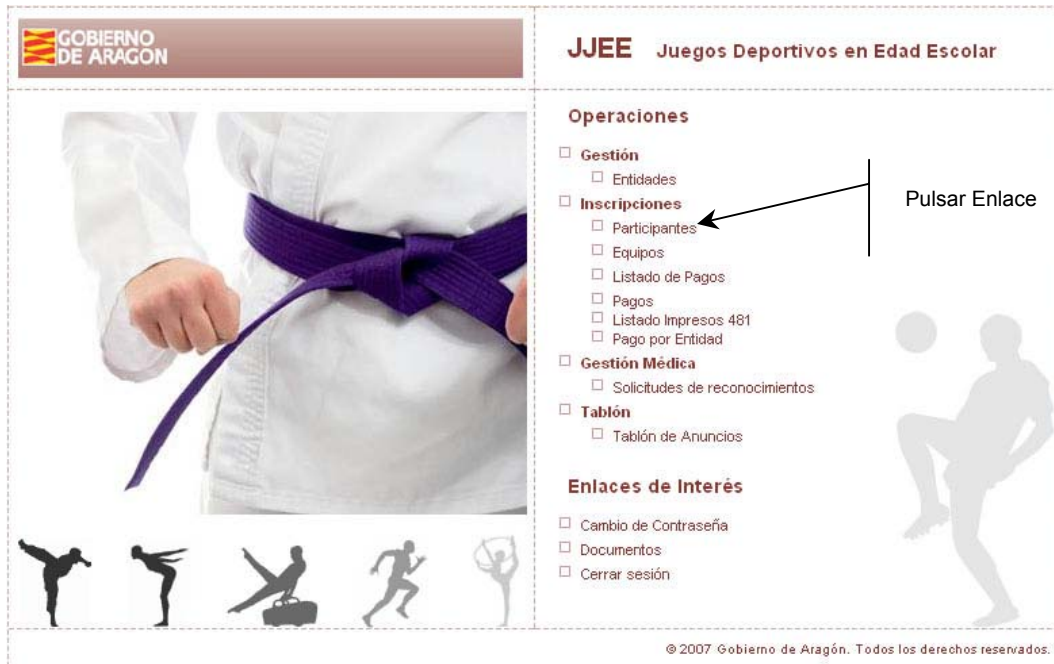 GOBIERNO
DE ARAGON
JJEE Juegos Deportivos en Edad Escolar
Operaciones
Gestión
Entidades
Inscripciones
Participantes
Pulsar Enlace
Equipos
Listado de Pagos
Pagos
Listado Impresos 481
Pago por Entidad
Gestión Médica
Solicitudes de reconocimientos
Tablón
Tablón de Anuncios
Enlaces de Interés
Cambio de Contraseña
Documentos
Cerrar sesión
© 2007 Gobierno de Aragón. Todos los derechos reservados.